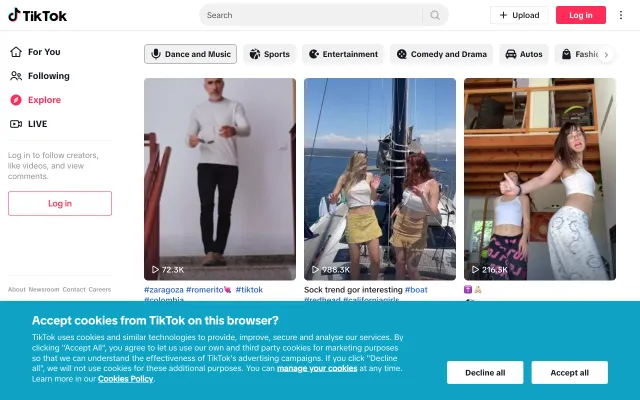 TikTok
Search
Upload
Log in
For You
Following
Explore
LIVE
Log in to follow creators,
like videos, and view
comments.
Log in
About Newsroom Contact Careers
Dance and Music
Sports
Entertainment
Comedy and Drama
Autos
72.3K
988.3K
216.3K
#zaragoza #romerito #tiktok
#colombia
Sock trend gor interesting #boat
#redhead #californiagirls
Accept cookies from TikTok on this browser?
TikTok uses cookies and similar technologies to provide, improve, secure and analyse our services. By
clicking "Accept All", you agree to let us use our own and third party cookies for marketing purposes
so that we can understand the effectiveness of TikTok's advertising campaigns. If you click "Decline
all", we will not use cookies for these additional purposes. You can manage your cookies at any time.
Learn more in our Cookies Policy.
Decline all
Accept all